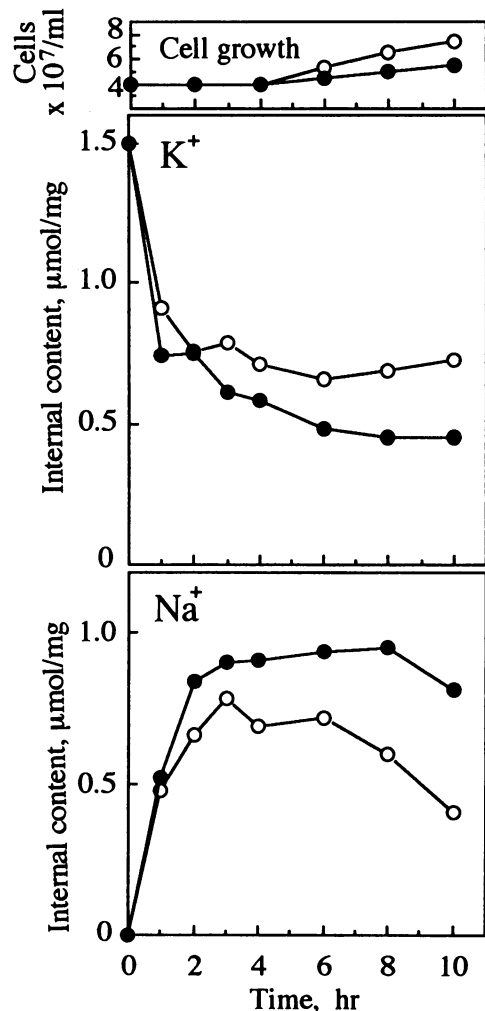 Cells
x 10⁷/ml
8
6
4
Cell growth
Internal content, µmol/mg
1.5
1.0
0.5
0
K⁺
Internal content, µmol/mg
1.0
0.5
0
Na⁺
0 2 4 6 8 10
Time, hr